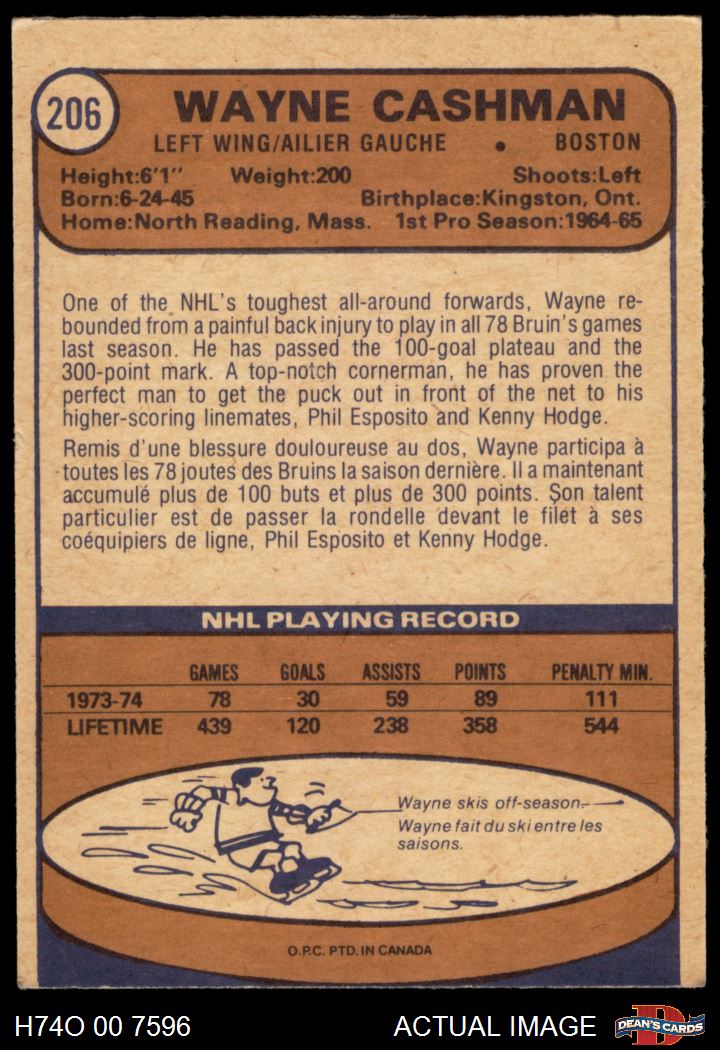 206
WAYNE CASHMAN
LEFT WING/AILIER GAUCHE • BOSTON
Height:6'1" Weight:200 Shoots:Left
Born:6-24-45 Birthplace:Kingston, Ont.
Home:North Reading, Mass. 1st Pro Season:1964-65
One of the NHL's toughest all-around forwards, Wayne re-
bounded from a painful back injury to play in all 78 Bruin's games
last season. He has passed the 100-goal plateau and the
300-point mark. A top-notch cornerman, he has proven the
perfect man to get the puck out in front of the net to his
higher-scoring linemates, Phil Esposito and Kenny Hodge.
Remis d'une blessure douloureuse au dos, Wayne participa à
toutes les 78 joutes des Bruins la saison dernière. Il a maintenant
accumulé plus de 100 buts et plus de 300 points. Son talent
particulier est de passer la rondelle devant le filet à ses
coéquipiers de ligne, Phil Esposito et Kenny Hodge.
NHL PLAYING RECORD
GAMES GOALS ASSISTS POINTS PENALTY MIN.
1973-74 78 30 59 89 111
LIFETIME 439 120 238 358 544
Wayne skis off-season.
Wayne fait du ski entre les
saisons.
O.P.C. PTD. IN CANADA
H74O 00 7596 ACTUAL IMAGE DEAN'S CARDS